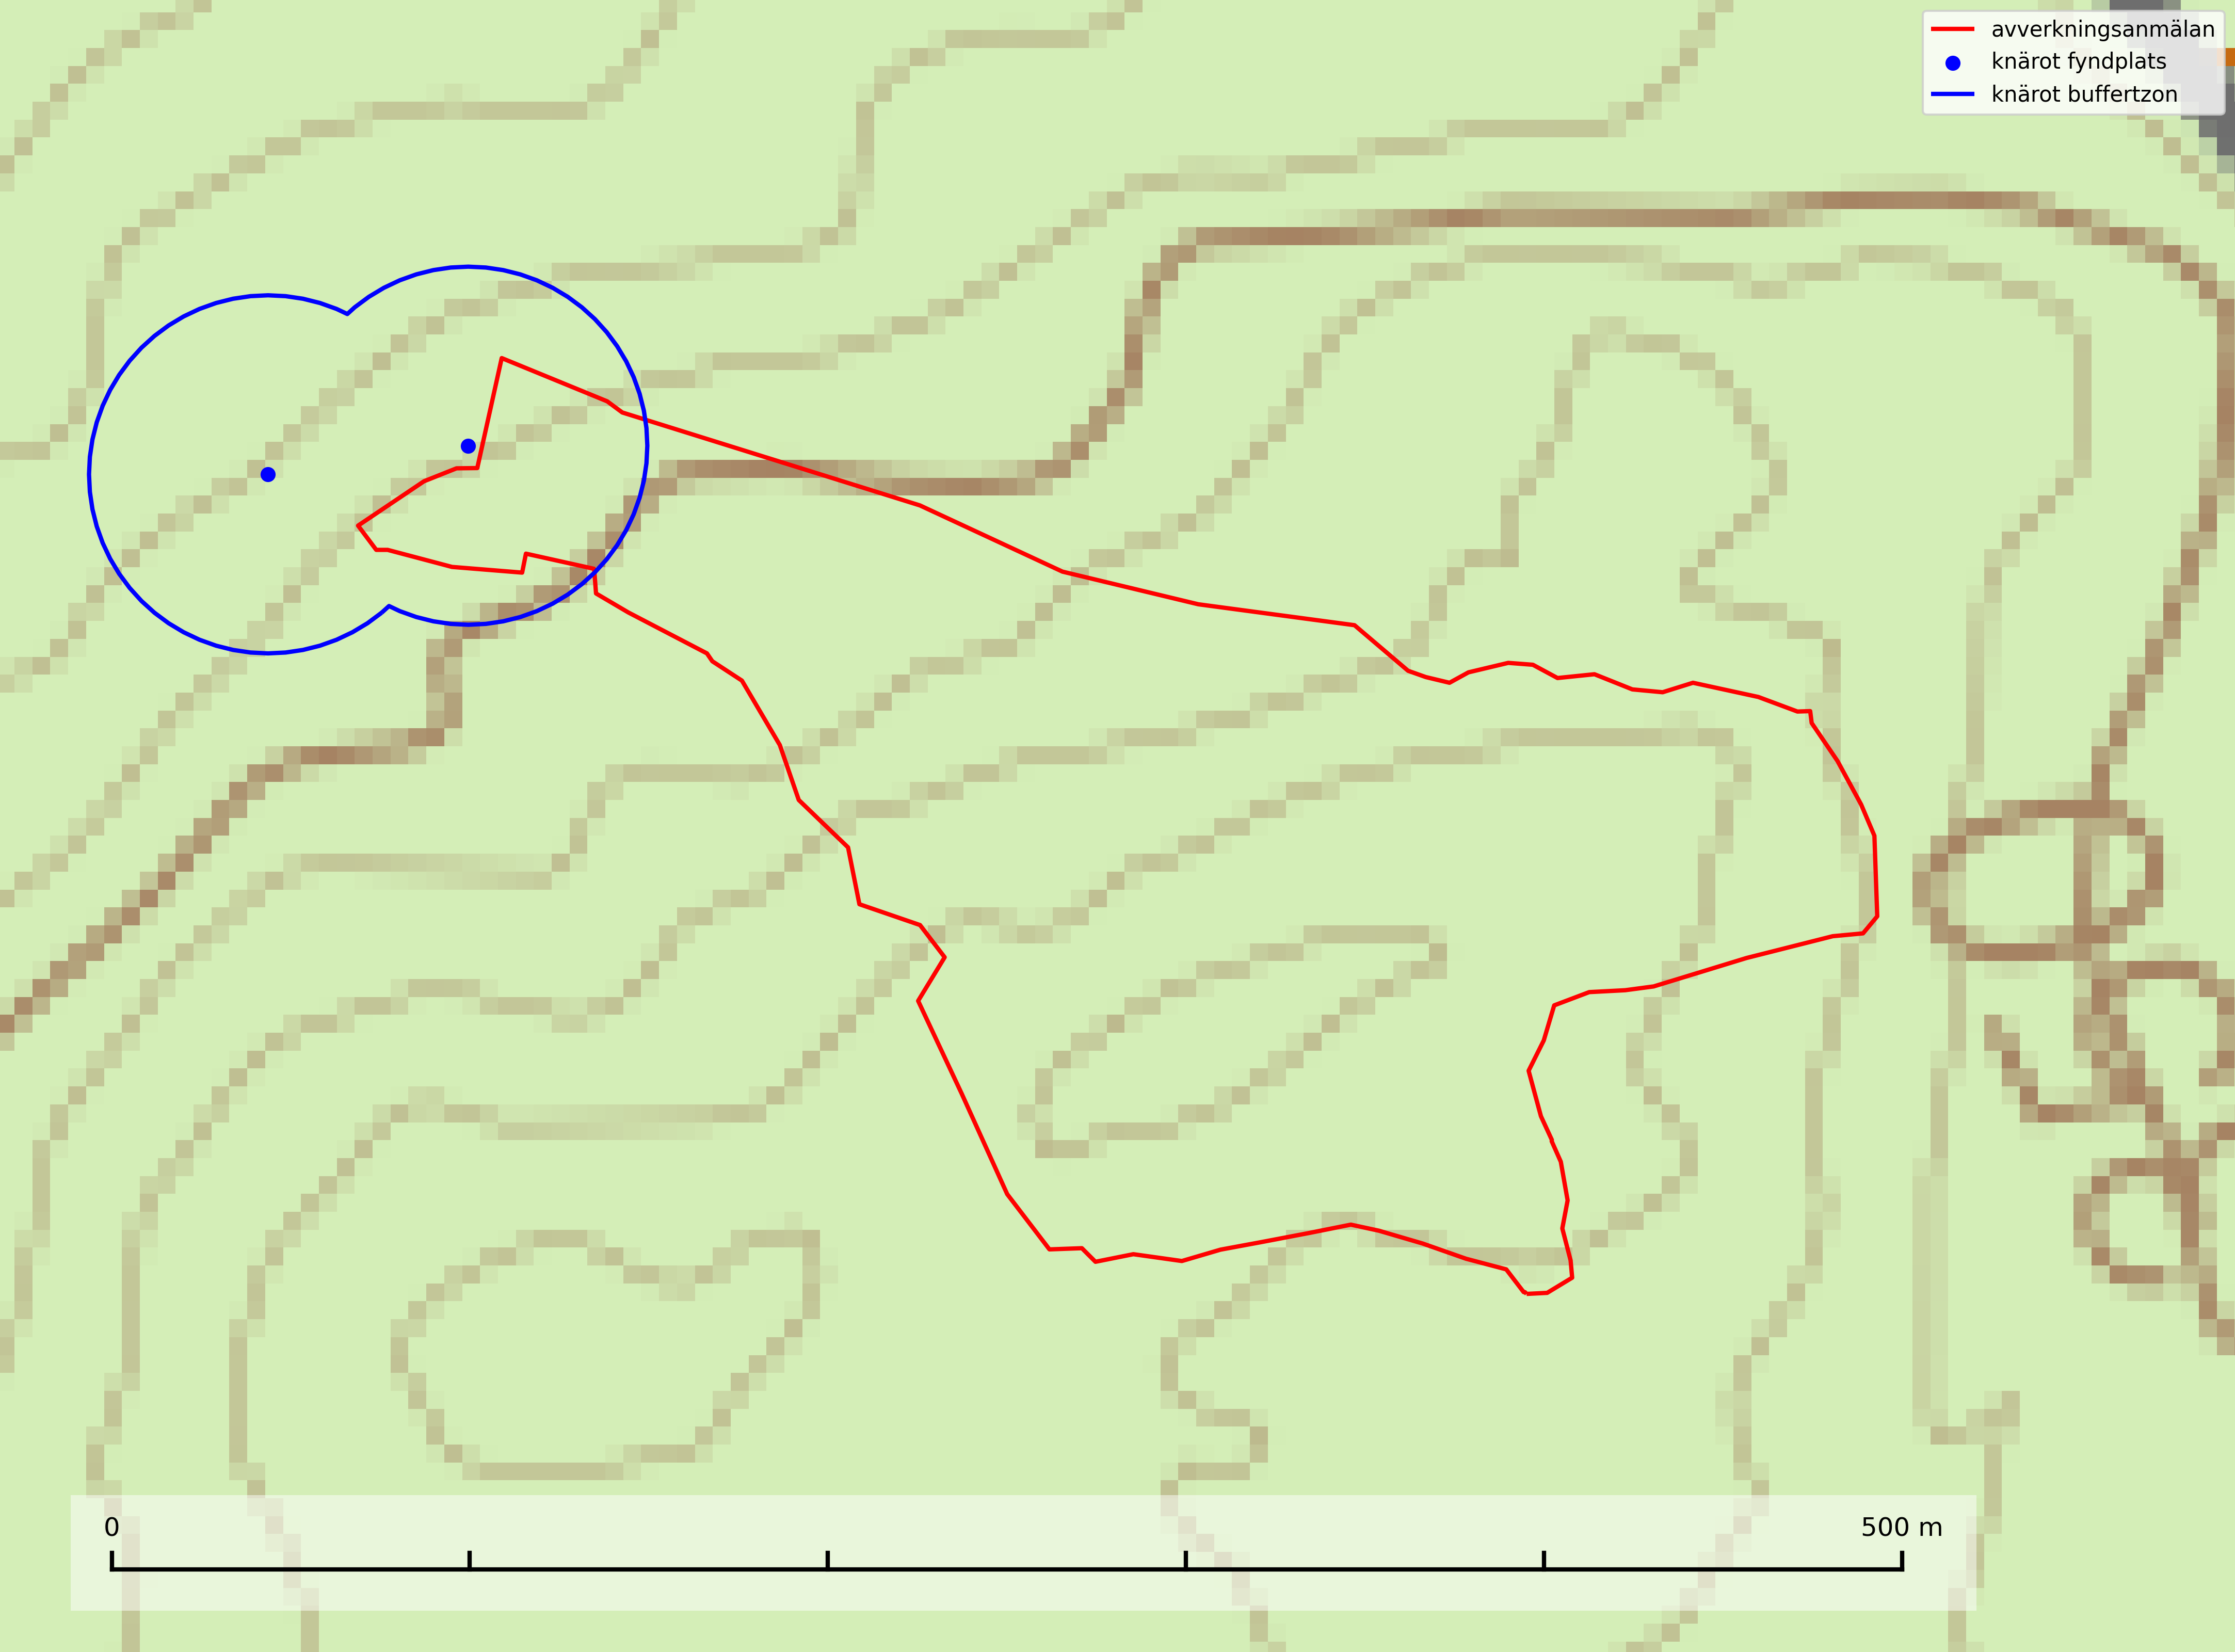 avverkningsanmälan
knärot fyndplats
knärot buffertzon
0
500 m